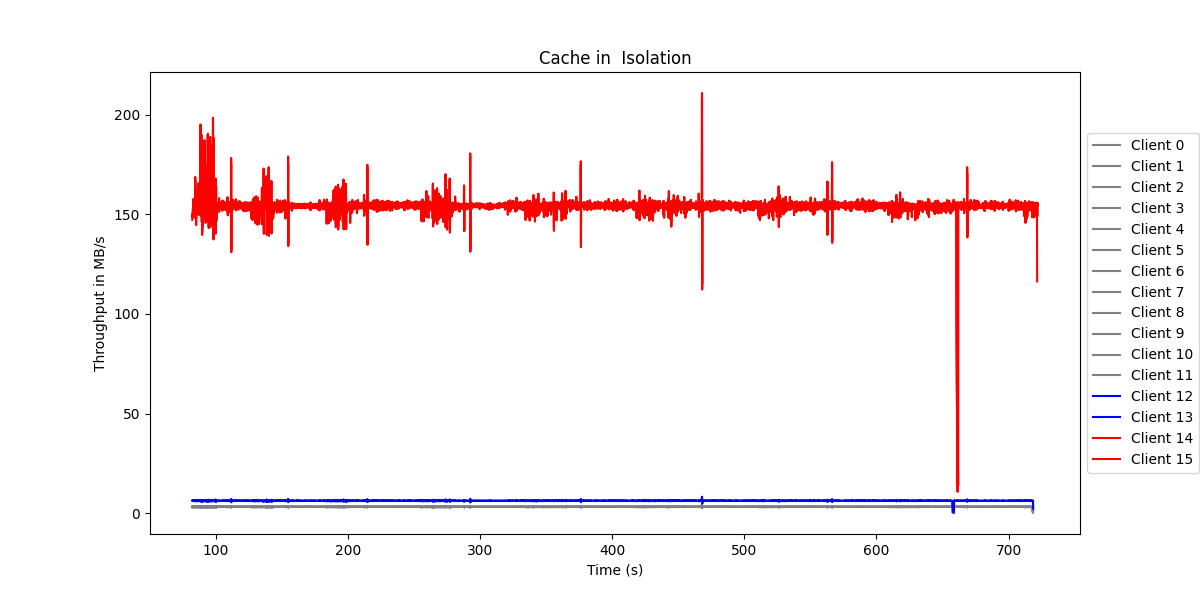 Cache in  Isolation
Throughput in MB/s
200
150
100
50
0
100 200 300 400 500 600 700
Time (s)
Client 0
Client 1
Client 2
Client 3
Client 4
Client 5
Client 6
Client 7
Client 8
Client 9
Client 10
Client 11
Client 12
Client 13
Client 14
Client 15